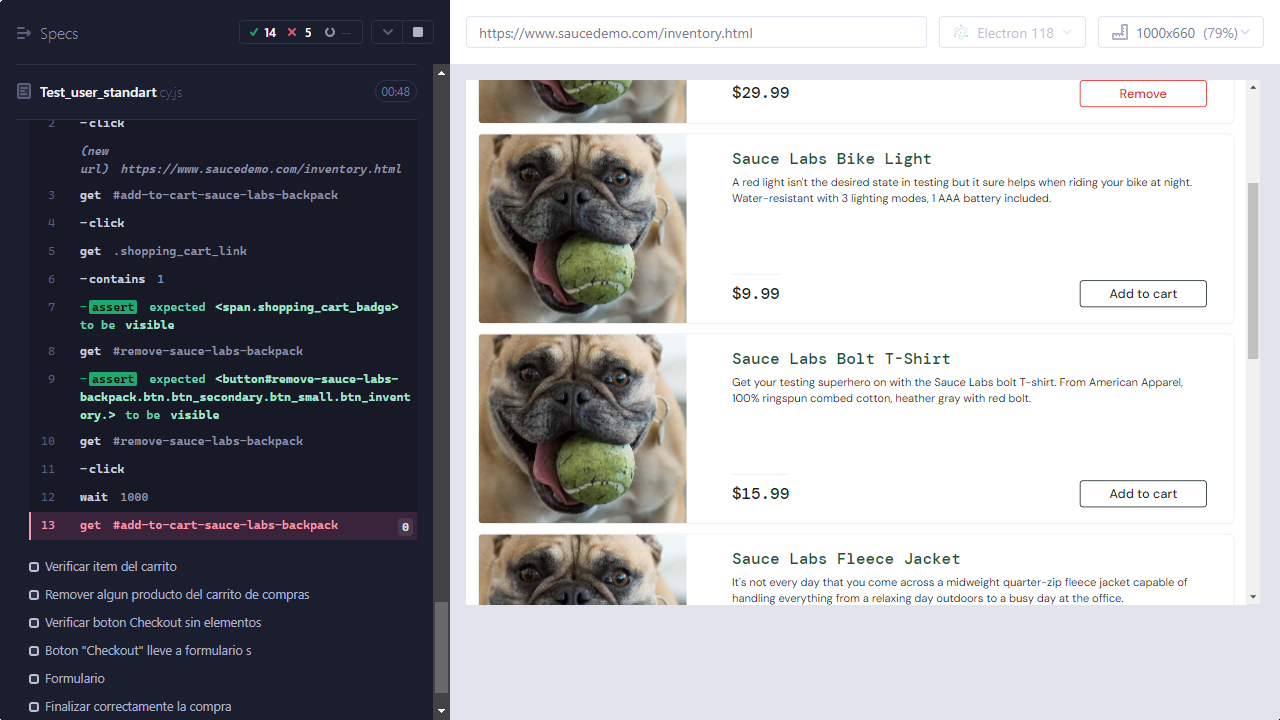 Specs
14
5
--
Test_user_standart cy.js
00:48
2 -click
(new url) https://www.saucedemo.com/inventory.html
3 get #add-to-cart-sauce-labs-backpack
4 -click
5 get .shopping_cart_link
6 -contains 1
7 -assert expected <span.shopping_cart_badge>
to be visible
8 get #remove-sauce-labs-backpack
9 -assert expected <button#remove-sauce-labs-
backpack.btn.btn_secondary.btn_small.btn_invent
ory.> to be visible
10 get #remove-sauce-labs-backpack
11 -click
12 wait 1000
13 get #add-to-cart-sauce-labs-backpack 0
Verificar item del carrito
Remover algun producto del carrito de compras
Verificar boton Checkout sin elementos
Boton "Checkout" lleve a formulario s
Formulario
Finalizar correctamente la compra
https://www.saucedemo.com/inventory.html
Electron 118
1000x660 (79%)
$29.99
Remove
Sauce Labs Bike Light
A red light isn't the desired state in testing but it sure helps when riding your bike at night.
Water-resistant with 3 lighting modes, 1 AAA battery included.
$9.99
Add to cart
Sauce Labs Bolt T-Shirt
Get your testing superhero on with the Sauce Labs bolt T-shirt. From American Apparel,
100% ringspun combed cotton, heather gray with red bolt.
$15.99
Add to cart
Sauce Labs Fleece Jacket
It's not every day that you come across a midweight quarter-zip fleece jacket capable of
handling everything from a relaxing day outdoors to a busy day at the office.